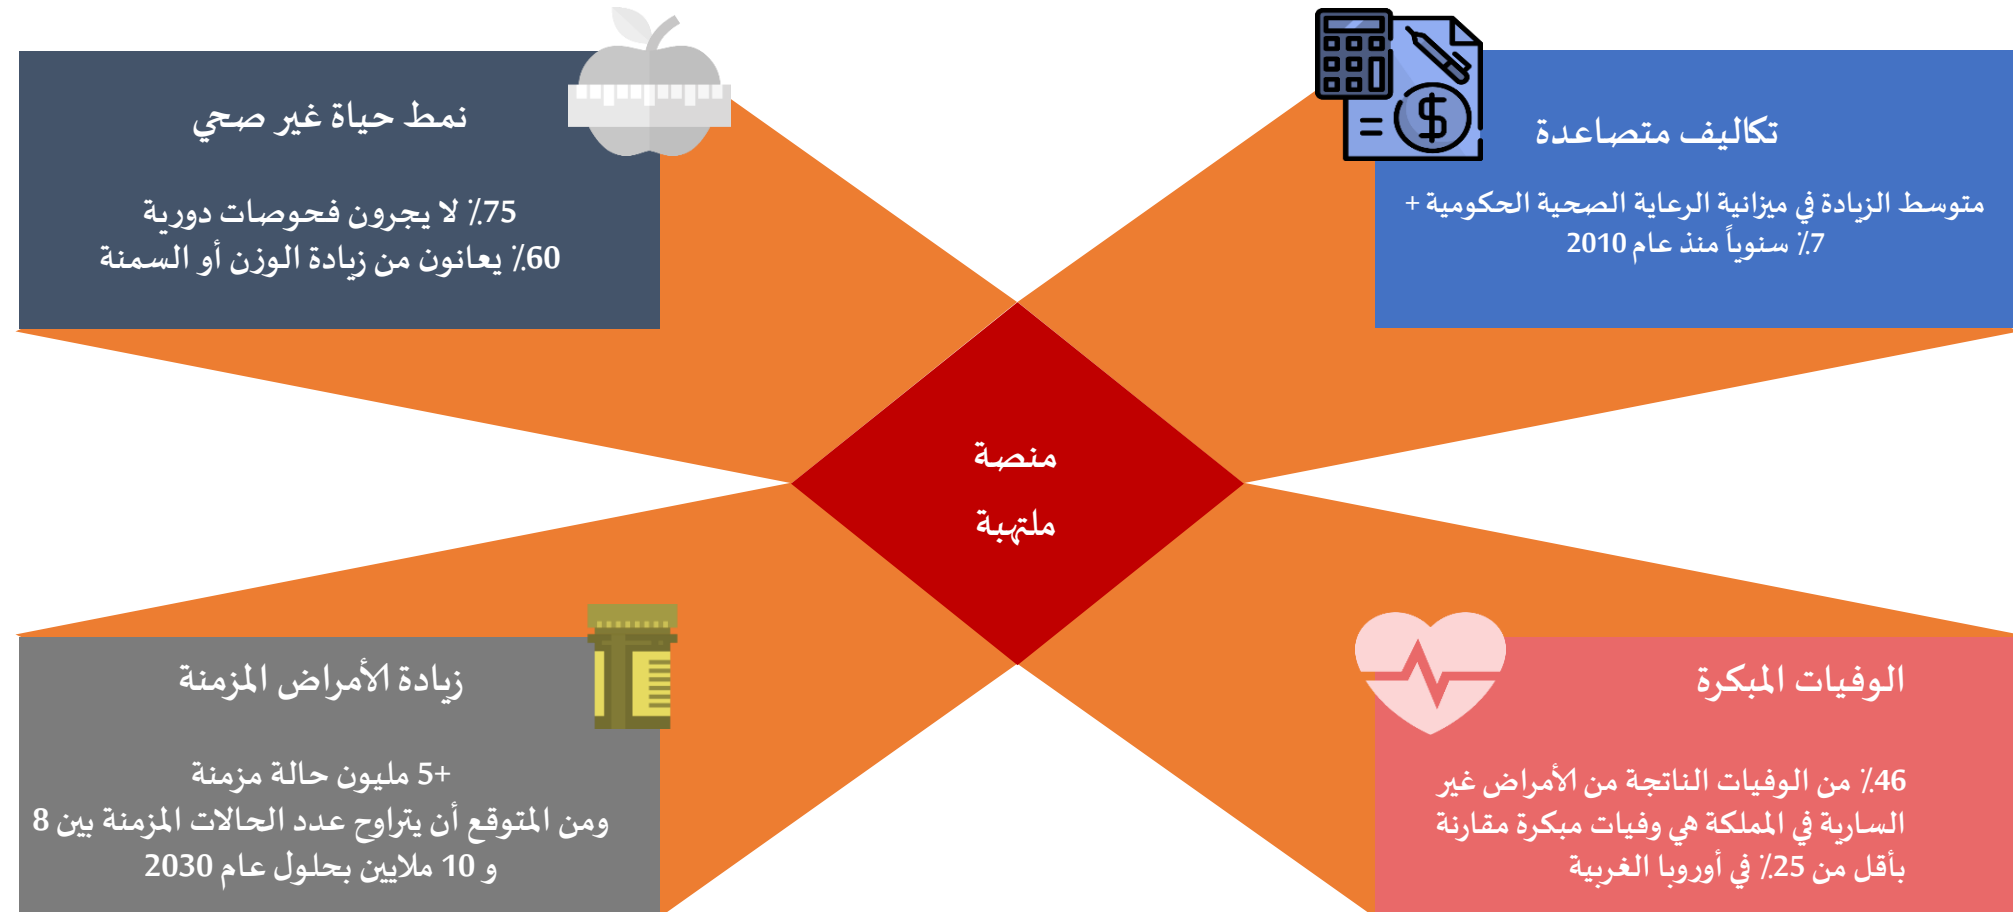 تكاليف متصاعدة
متوسط الزيادة في ميزانية الرعاية الصحية الحكومية +
7٪ سنوياً منذ عام 2010
نمط حياة غير صحي
75٪ لا يجرون فحوصات دورية
60٪ يعانون من زيادة الوزن أو السمنة
منصة
ملتهبة
الوفيات المبكرة
46٪ من الوفيات الناتجة من الأمراض غير
السارية في المملكة هي وفيات مبكرة مقارنة
بأقل من 25٪ في أوروبا الغربية
زيادة الأمراض المزمنة
+5 مليون حالة مزمنة
ومن المتوقع أن يتراوح عدد الحالات المزمنة بين 8
و 10 ملايين بحلول عام 2030